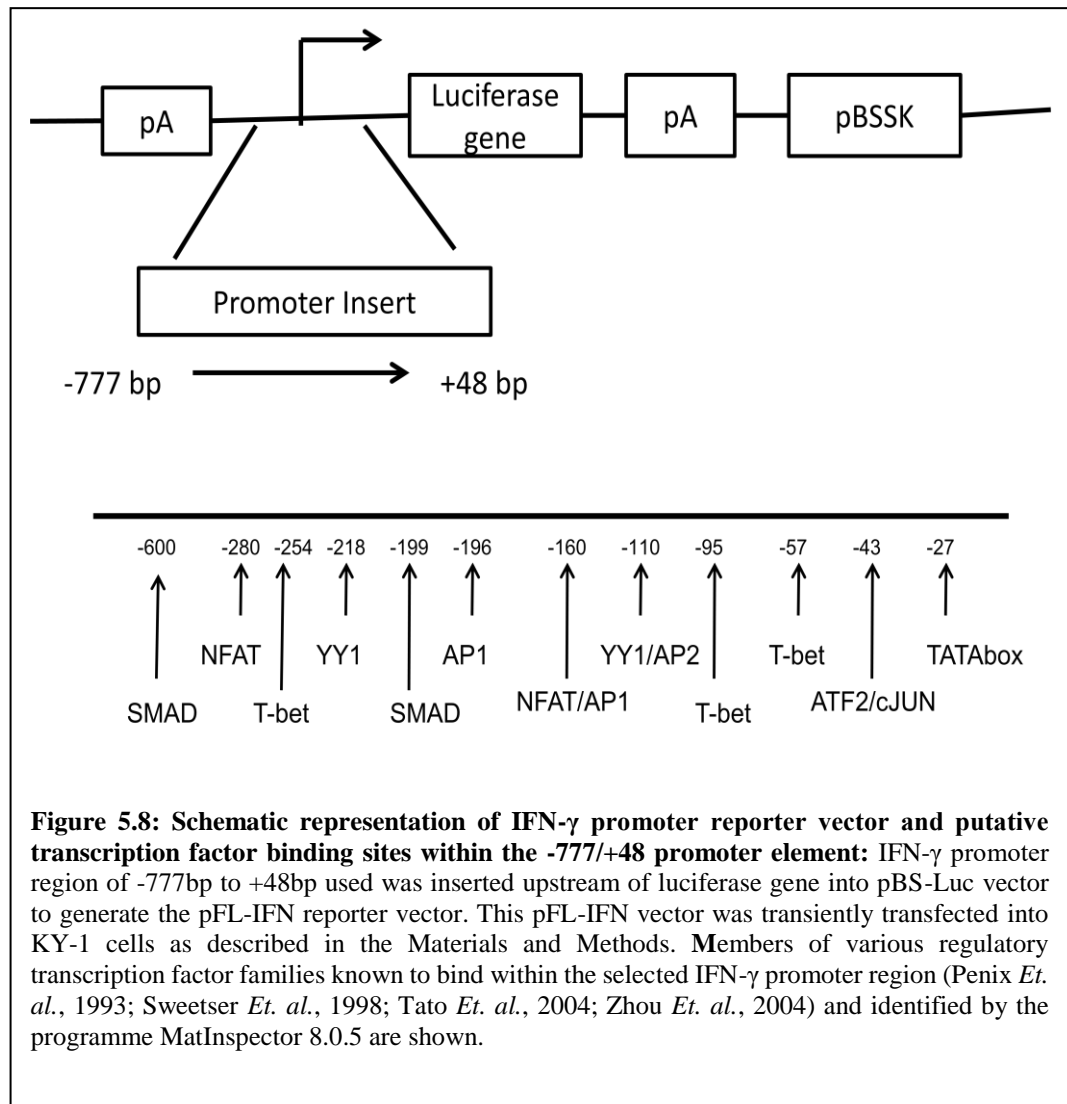 pA
Luciferase
gene
pA
pBSSK
Promoter Insert
-777 bp
+48 bp
-600 -280 -254 -218 -199 -196 -160 -110 -95 -57 -43 -27
NFAT YY1 AP1 YY1/AP2 T-bet TATAbox
SMAD T-bet SMAD NFAT/AP1 T-bet ATF2/cJUN
Figure 5.8: Schematic representation of IFN-γ promoter reporter vector and putative
transcription factor binding sites within the -777/+48 promoter element: IFN-γ promoter
region of -777bp to +48bp used was inserted upstream of luciferase gene into pBS-Luc vector
to generate the pFL-IFN reporter vector. This pFL-IFN vector was transiently transfected into
KY-1 cells as described in the Materials and Methods. Members of various regulatory
transcription factor families known to bind within the selected IFN-γ promoter region (Penix Et.
al., 1993; Sweetser Et. al., 1998; Tato Et. al., 2004; Zhou Et. al., 2004) and identified by the
programme MatInspector 8.0.5 are shown.